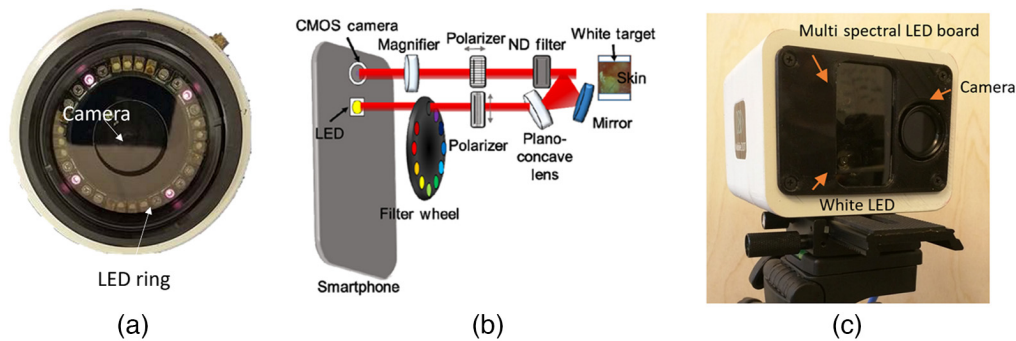 Camera
LED ring
(a)
CMOS camera
Magnifier
Polarizer
ND filter
White target
Skin
LED
Polarizer
Plano-
concave
lens
Mirror
Filter wheel
Smartphone
(b)
Multi spectral LED board
Camera
White LED
(c)